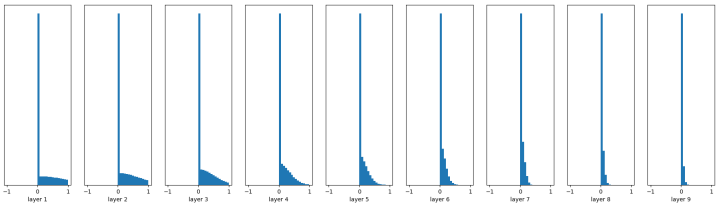 −1 0 1 −1 0 1 −1 0 1 −1 0 1 −1 0 1 −1 0 1 −1 0 1 −1 0 1 −1 0 1
layer 1 layer 2 layer 3 layer 4 layer 5 layer 6 layer 7 layer 8 layer 9